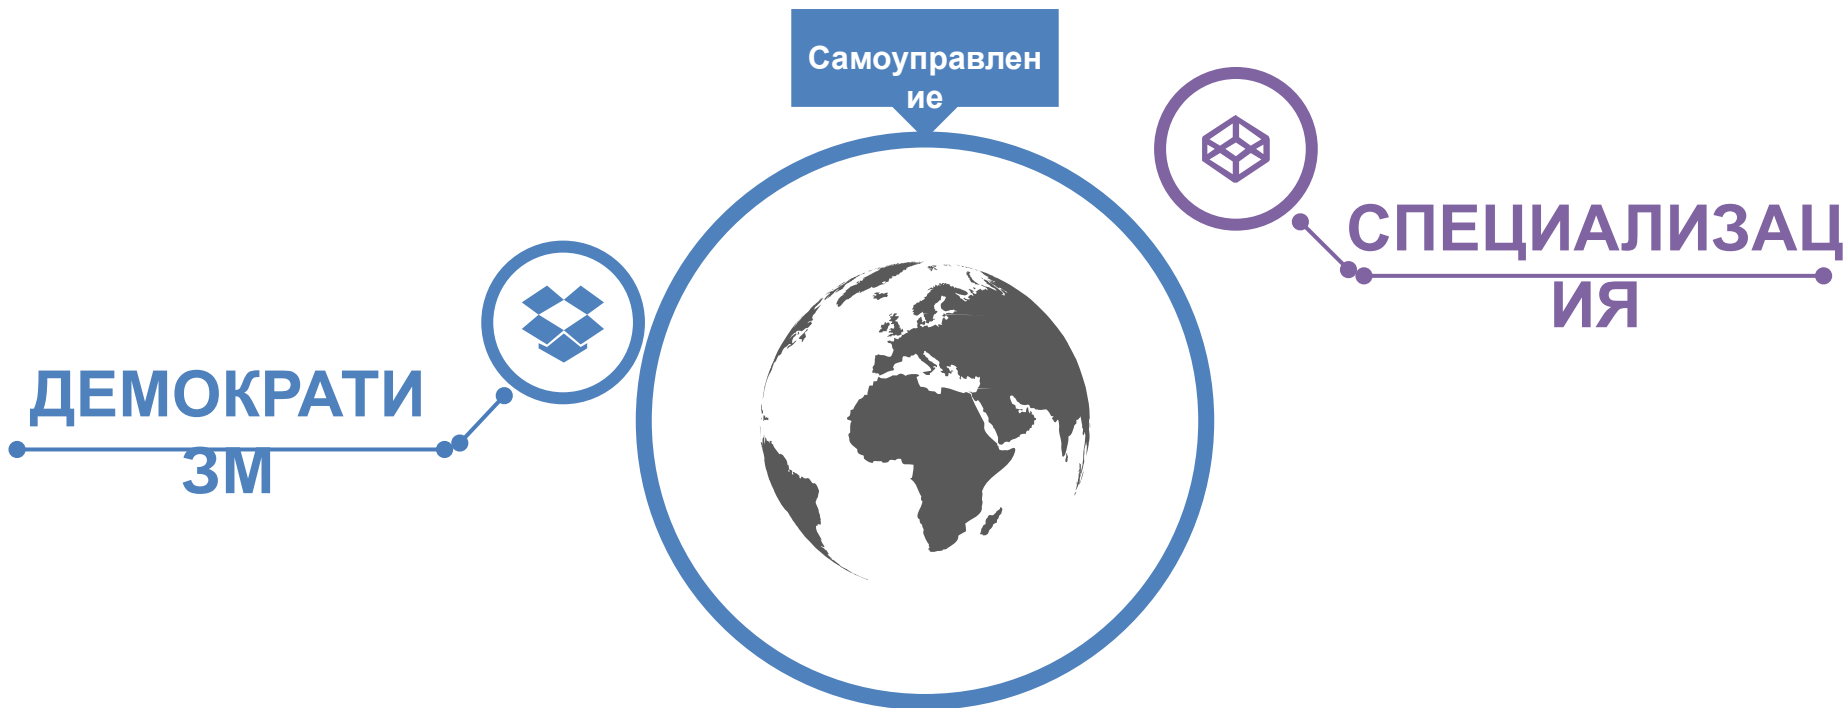 Самоуправлен
ие
СПЕЦИАЛИЗАЦ
ИЯ
ДЕМОКРАТИ
ЗМ